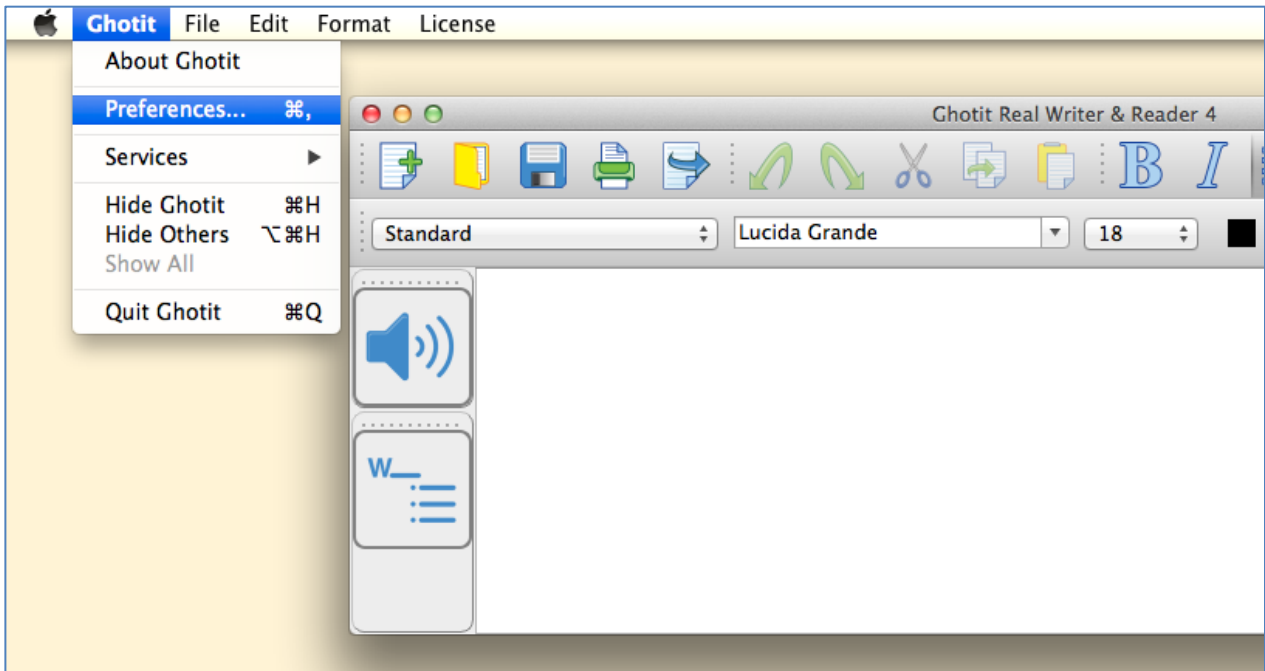 Ghotit File Edit Format License
About Ghotit
Preferences... ⌘,
Services ▶
Hide Ghotit ⌘H
Hide Others ⌥⌘H
Show All
Quit Ghotit ⌘Q
Ghotit Real Writer & Reader 4
B I
Standard Lucida Grande 18
W